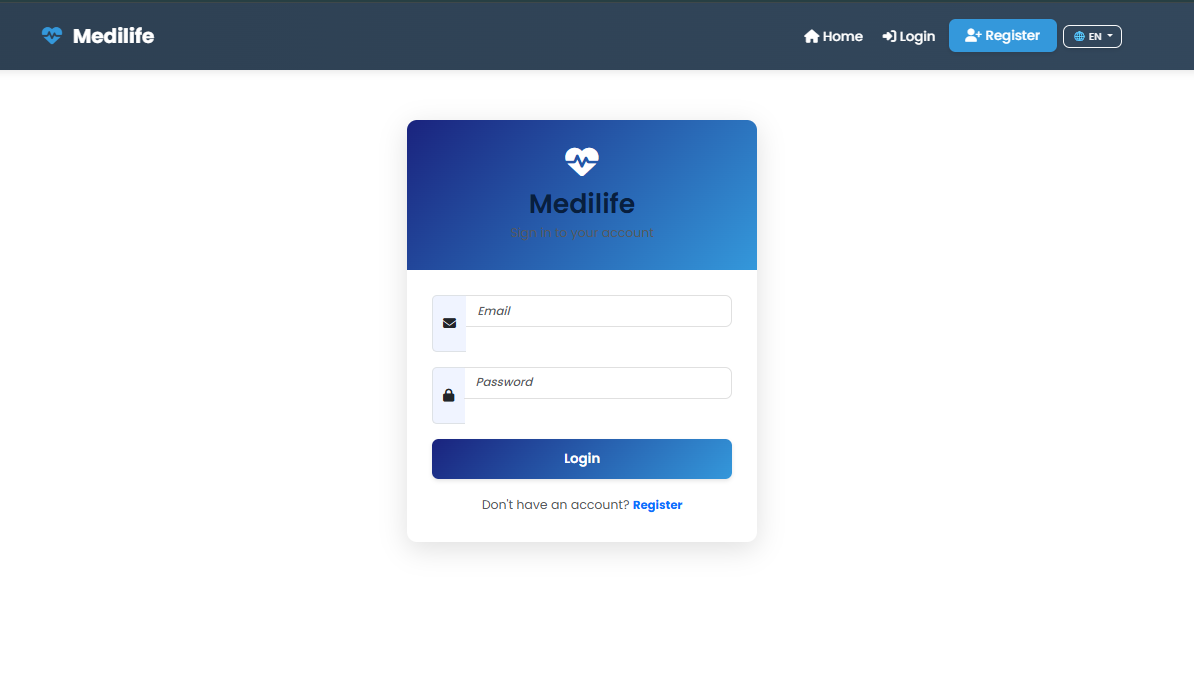 Medilife
Home Login Register EN
Medilife
Sign in to your account
Email
Password
Login
Don't have an account? Register